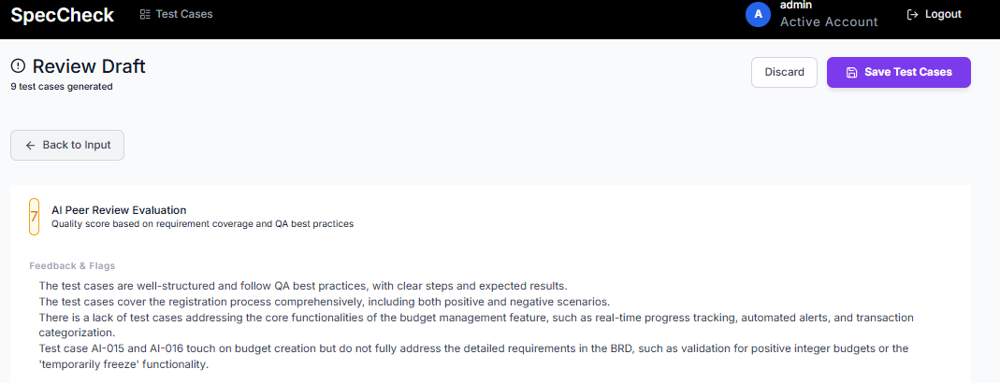 SpecCheck
Test Cases
A
admin
Active Account
Logout
Review Draft
9 test cases generated
Discard
Save Test Cases
Back to Input
7
AI Peer Review Evaluation
Quality score based on requirement coverage and QA best practices
Feedback & Flags
The test cases are well-structured and follow QA best practices, with clear steps and expected results.
The test cases cover the registration process comprehensively, including both positive and negative scenarios.
There is a lack of test cases addressing the core functionalities of the budget management feature, such as real-time progress tracking, automated alerts, and transaction
categorization.
Test case AI-015 and AI-016 touch on budget creation but do not fully address the detailed requirements in the BRD, such as validation for positive integer budgets or the
'temporarily freeze' functionality.